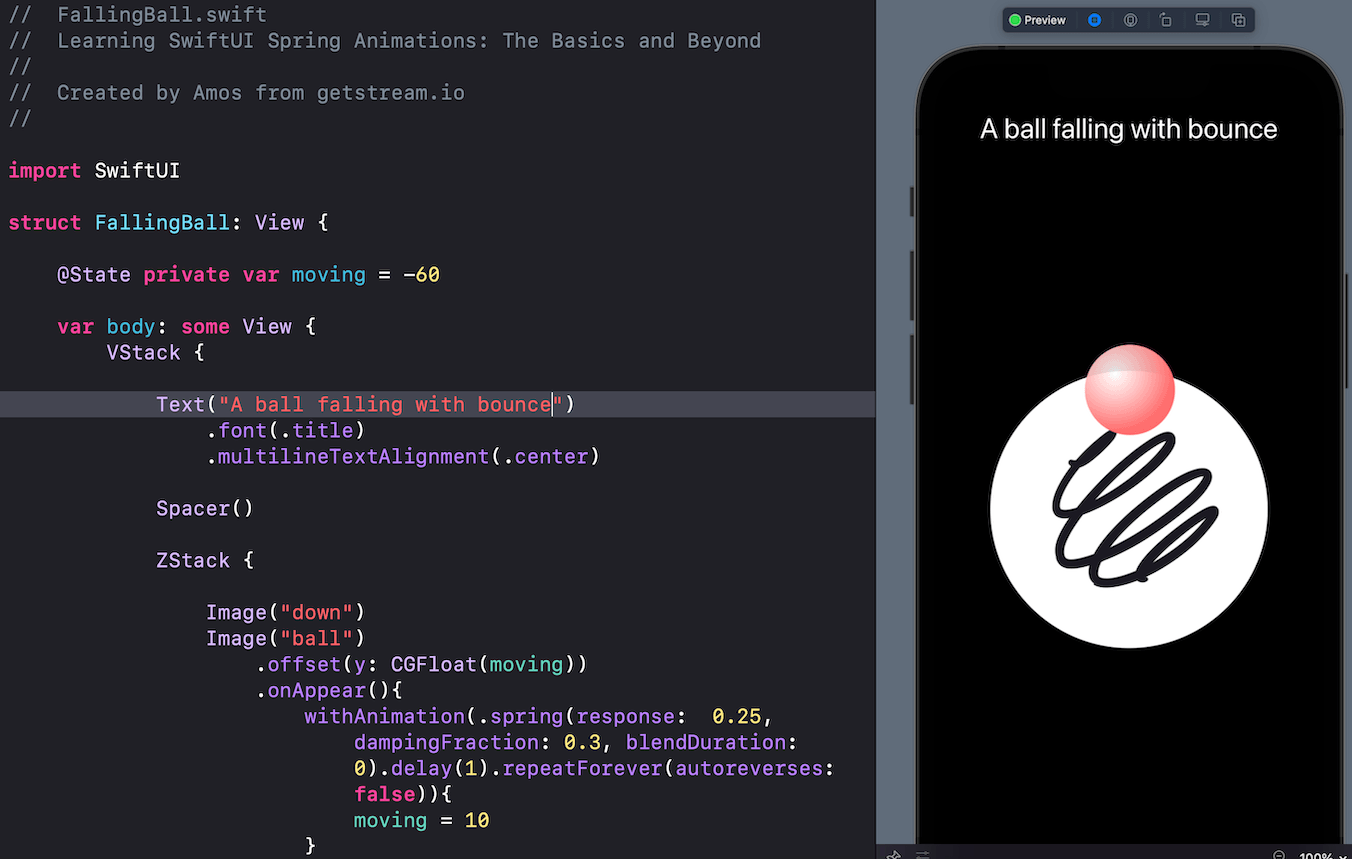 //  FallingBall.swift
//  Learning SwiftUI Spring Animations: The Basics and Beyond
//
//  Created by Amos from getstream.io
//
import SwiftUI
struct FallingBall: View {
@State private var moving = -60
var body: some View {
VStack {
Text("A ball falling with bounce")
.font(.title)
.multilineTextAlignment(.center)
Spacer()
ZStack {
Image("down")
Image("ball")
.offset(y: CGFloat(moving))
.onAppear(){
withAnimation(.spring(response:  0.25,
dampingFraction: 0.3, blendDuration:
0).delay(1).repeatForever(autoreverses:
false)){
moving = 10
}
Preview
A ball falling with bounce
100%